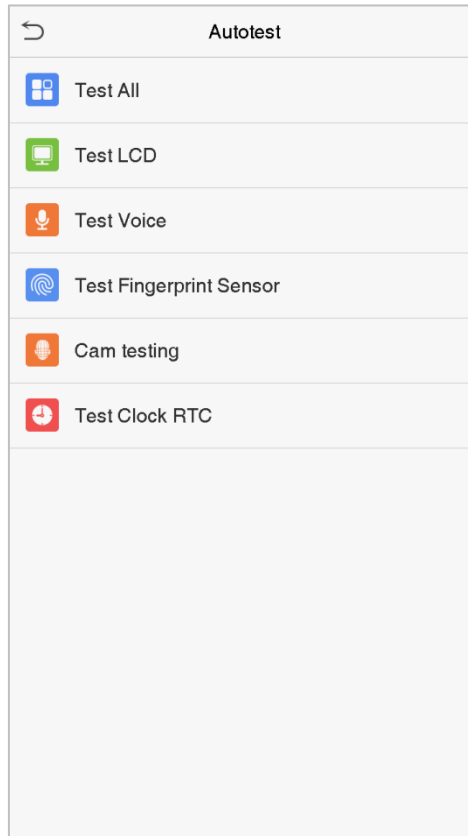 Autotest
Test All
Test LCD
Test Voice
Test Fingerprint Sensor
Cam testing
Test Clock RTC